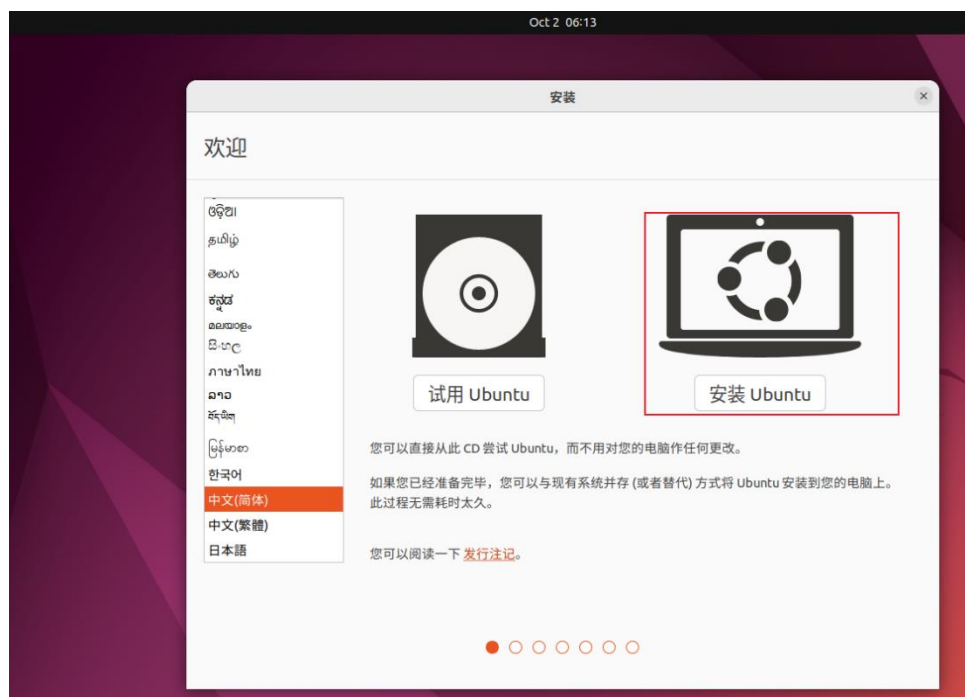 Oct 2 06:13
安装
欢迎
ଓଡ଼ିଆ
தமிழ்
తెలుగు
ಕನ್ನಡ
മലയാളം
සිංහල
ภาษาไทย
ລາວ
རྫོང་ཁ
မြန်မာစာ
한국어
中文(简体)
中文(繁體)
日本語
试用 Ubuntu
安装 Ubuntu
您可以直接从此 CD 尝试 Ubuntu，而不用对您的电脑作任何更改。
如果您已经准备完毕，您可以与现有系统并存 (或者替代) 方式将 Ubuntu 安装到您的电脑上。
此过程无需耗时太久。
您可以阅读一下 发行注记。